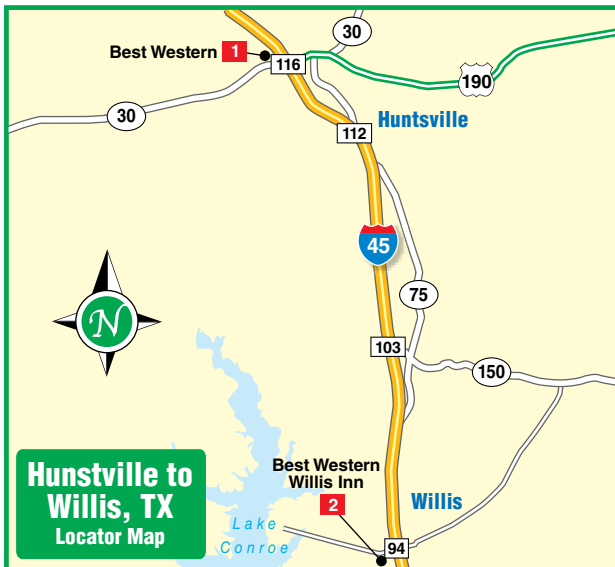 30
Best Western 1
116
190
30
Huntsville
112
45
N
75
103
150
Hunstville to
Willis, TX
Locator Map
Best Western
Willis Inn
2
Willis
Lake
Conroe
94